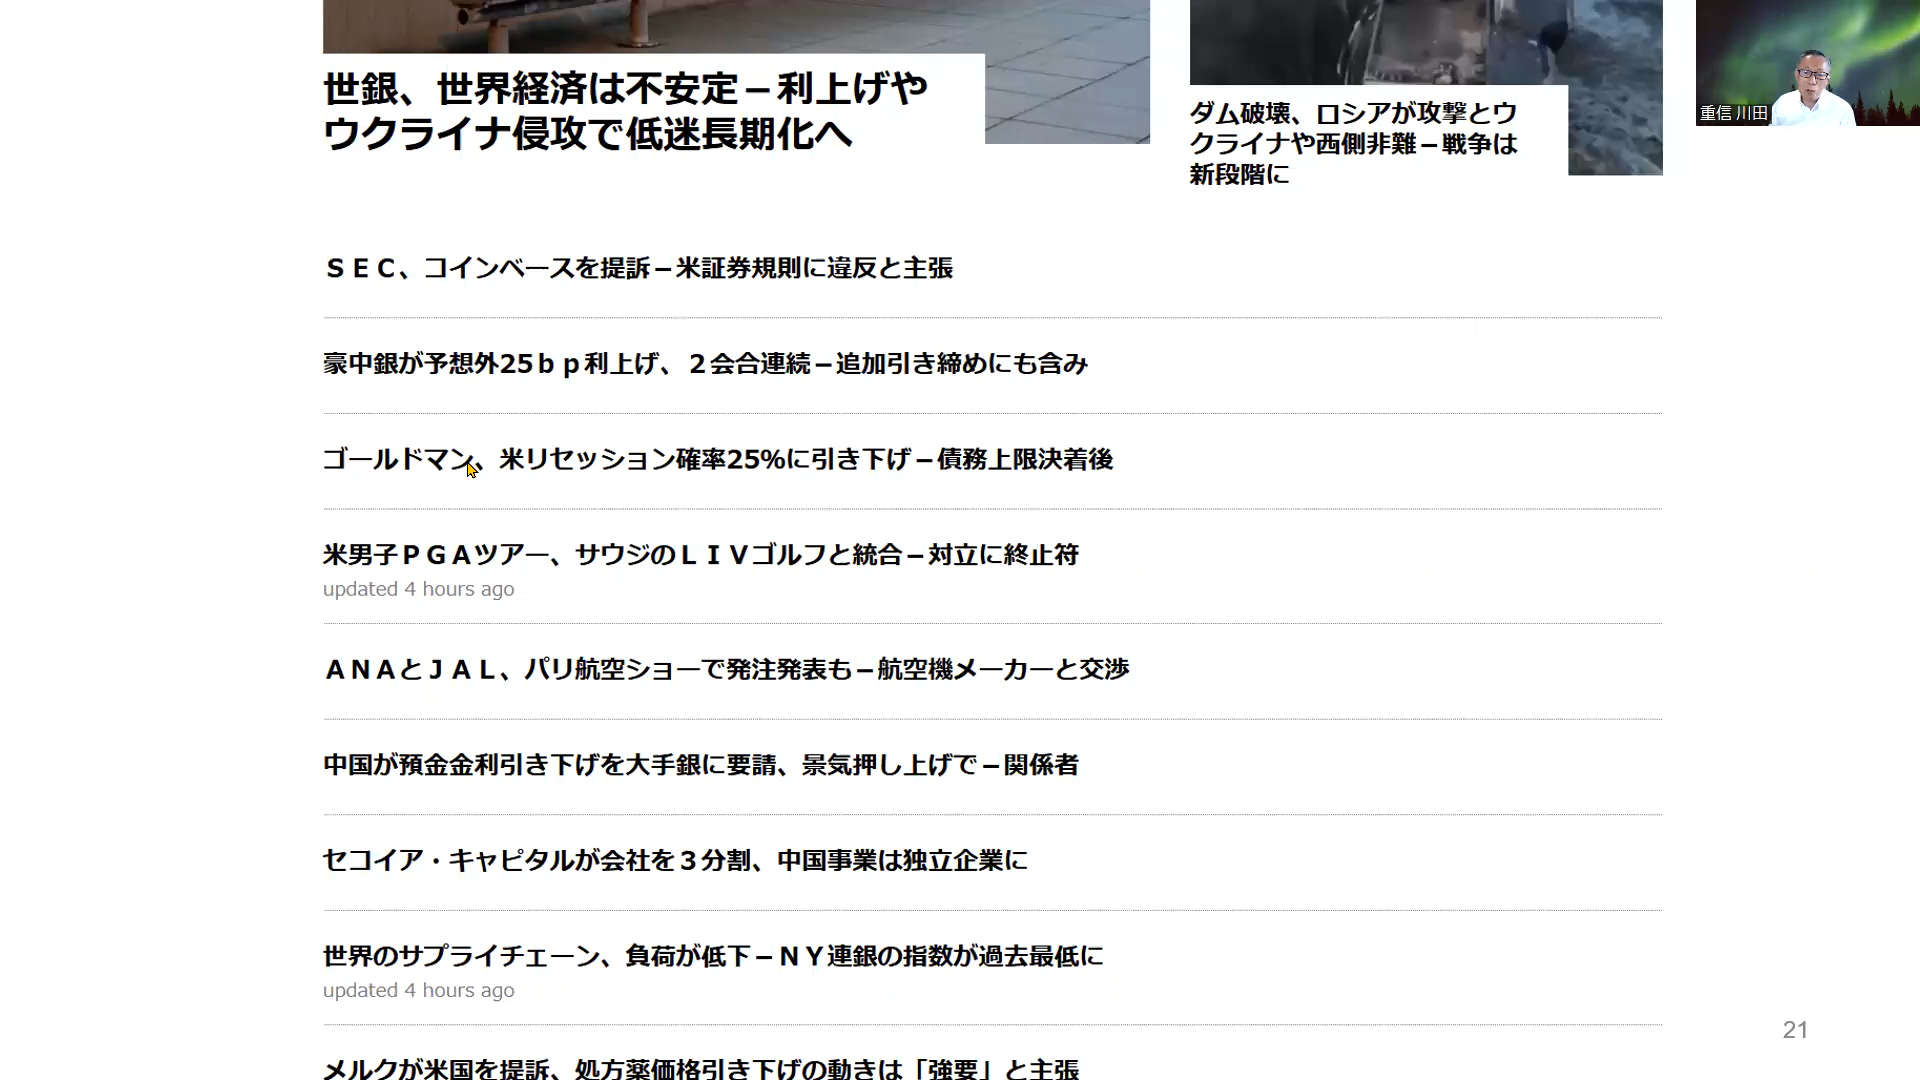 世銀、世界経済は不安定－利上げや
ウクライナ侵攻で低迷長期化へ
ダム破壊、ロシアが攻撃とウ
クライナや西側非難－戦争は
新段階に
重信 川田
ＳＥＣ、コインベースを提訴－米証券規則に違反と主張
豪中銀が予想外25ｂｐ利上げ、２会合連続－追加引き締めにも含み
ゴールドマン、米リセッション確率25%に引き下げ－債務上限決着後
米男子ＰＧＡツアー、サウジのＬＩＶゴルフと統合－対立に終止符
updated 4 hours ago
ＡＮＡとＪＡＬ、パリ航空ショーで発注発表も－航空機メーカーと交渉
中国が預金金利引き下げを大手銀に要請、景気押し上げで－関係者
セコイア・キャピタルが会社を３分割、中国事業は独立企業に
世界のサプライチェーン、負荷が低下－ＮＹ連銀の指数が過去最低に
updated 4 hours ago
メルクが米国を提訴、処方薬価格引き下げの動きは「強要」と主張
21